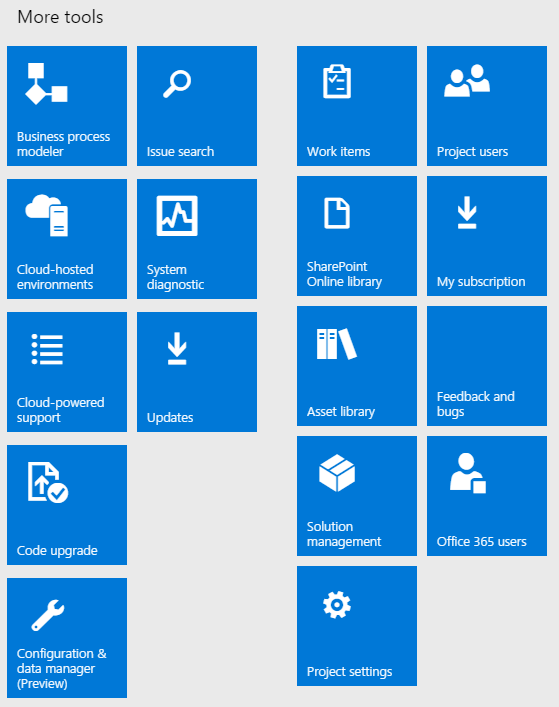 More tools
Business process
modeler
Issue search
Work items
Project users
Cloud-hosted
environments
System
diagnostic
SharePoint
Online library
My subscription
Cloud-powered
support
Updates
Asset library
Feedback and
bugs
Code upgrade
Solution
management
Office 365 users
Configuration &
data manager
(Preview)
Project settings